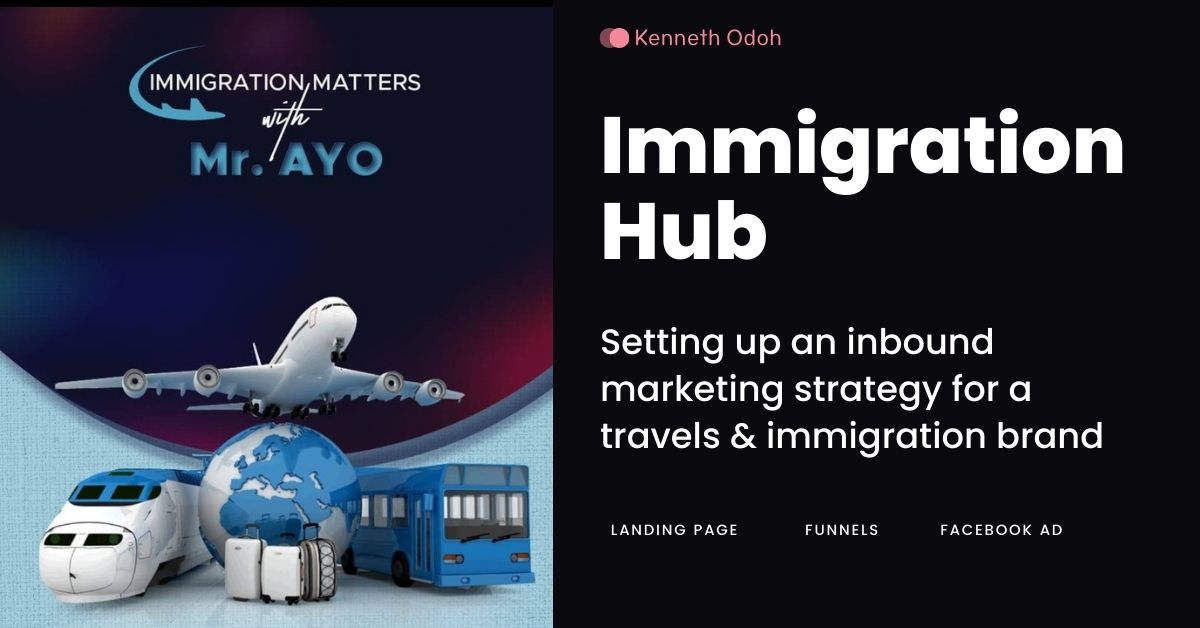 IMMIGRATION MATTERS
with
Mr. AYO
Kenneth Odoh
Immigration
Hub
Setting up an inbound
marketing strategy for a
travels & immigration brand
LANDING PAGE FUNNELS FACEBOOK AD